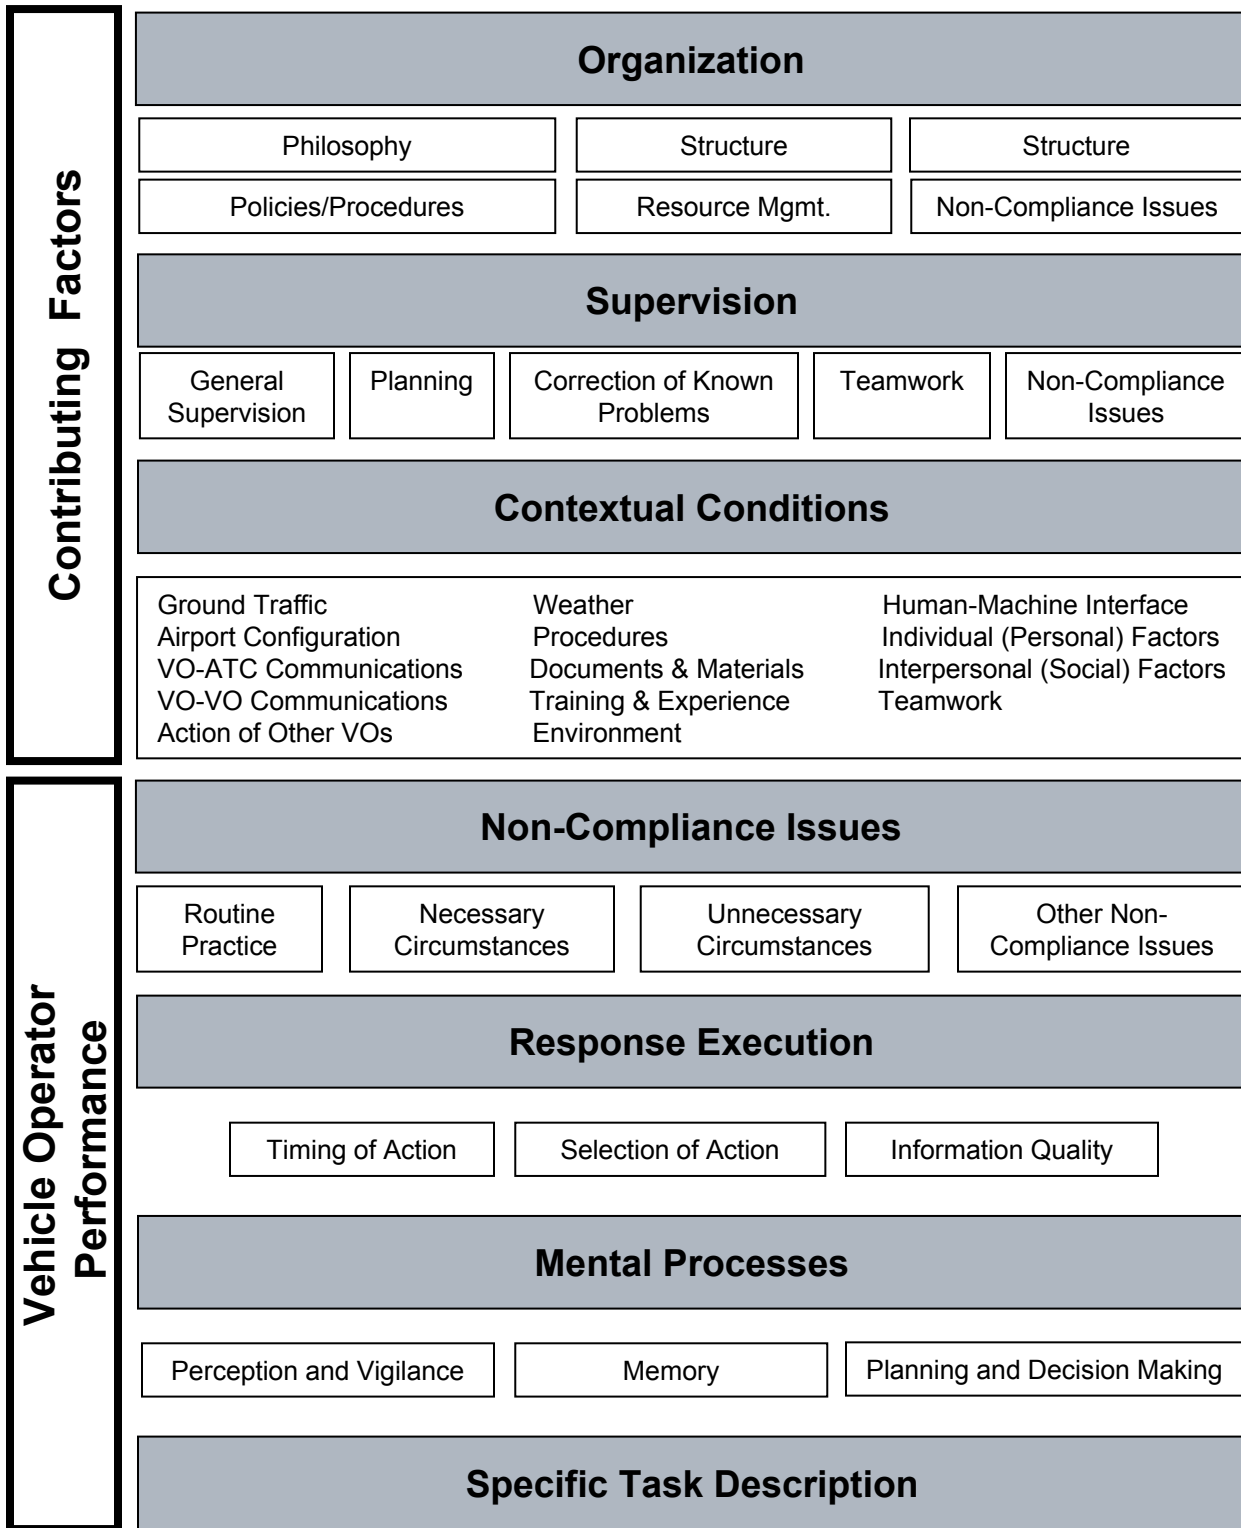 Contributing Factors
Organization
Philosophy
Structure
Structure
Policies/Procedures
Resource Mgmt.
Non-Compliance Issues
Supervision
General
Supervision
Planning
Correction of Known
Problems
Teamwork
Non-Compliance
Issues
Contextual Conditions
Ground Traffic
Airport Configuration
VO-ATC Communications
VO-VO Communications
Action of Other VOs
Weather
Procedures
Documents & Materials
Training & Experience
Environment
Human-Machine Interface
Individual (Personal) Factors
Interpersonal (Social) Factors
Teamwork
Vehicle Operator
Performance
Non-Compliance Issues
Routine
Practice
Necessary
Circumstances
Unnecessary
Circumstances
Other Non-
Compliance Issues
Response Execution
Timing of Action
Selection of Action
Information Quality
Mental Processes
Perception and Vigilance
Memory
Planning and Decision Making
Specific Task Description